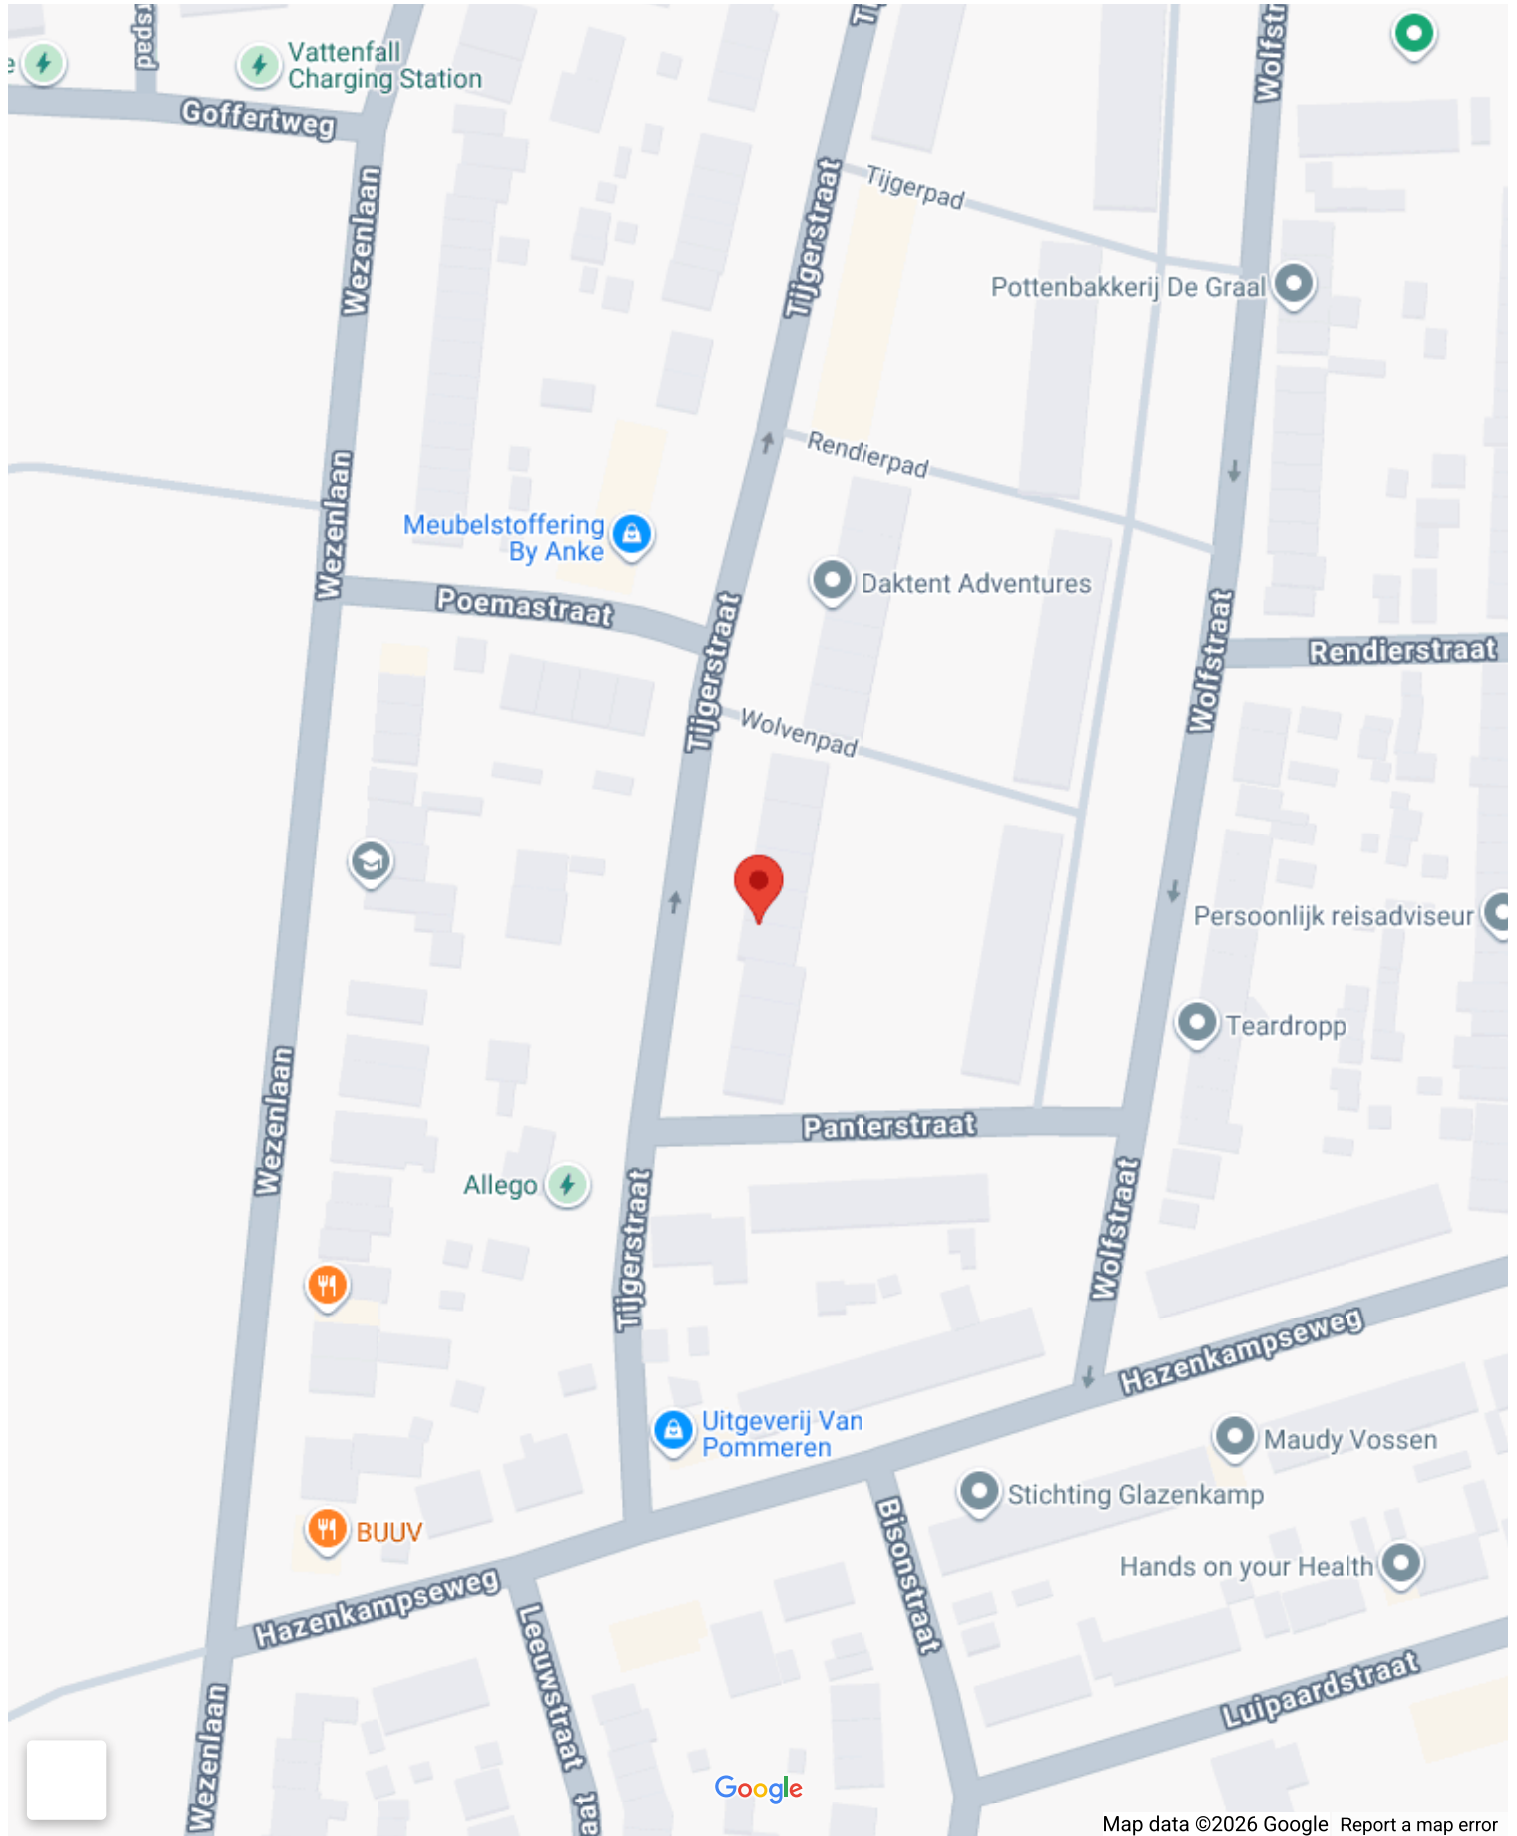 Vattenfall
Charging Station
Goffertweg
Wezenlaan
Tijgerstraat
Tijgerpad
Wolfstr
Pottenbakkerij De Graal
Rendierpad
Wezenlaan
Meubelstoffering
By Anke
Daktent Adventures
Poemastraat
Tijgerstraat
Wolfstraat
Rendierstraat
Wolvenpad
Persoonlijk reisadviseur
Teardropp
Wezenlaan
Panterstraat
Allego
Tijgerstraat
Wolfstraat
Hazenkampseweg
Uitgeverij Van
Pommeren
Maudy Vossen
Stichting Glazenkamp
BUUV
Bisonstraat
Hands on your Health
Hazenkampseweg
Leeuwstraat
Luipaardstraat
Wezenlaan
Google
Map data ©2026 Google
Report a map error